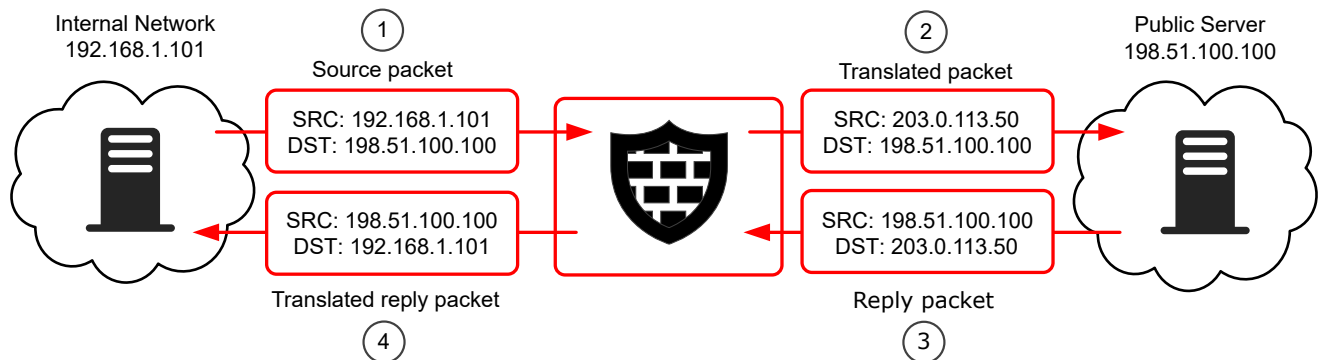 Internal Network
192.168.1.101
1
Source packet
2
Translated packet
Public Server
198.51.100.100
SRC: 192.168.1.101
DST: 198.51.100.100
SRC: 203.0.113.50
DST: 198.51.100.100
SRC: 198.51.100.100
DST: 192.168.1.101
SRC: 198.51.100.100
DST: 203.0.113.50
Translated reply packet
4
Reply packet
3